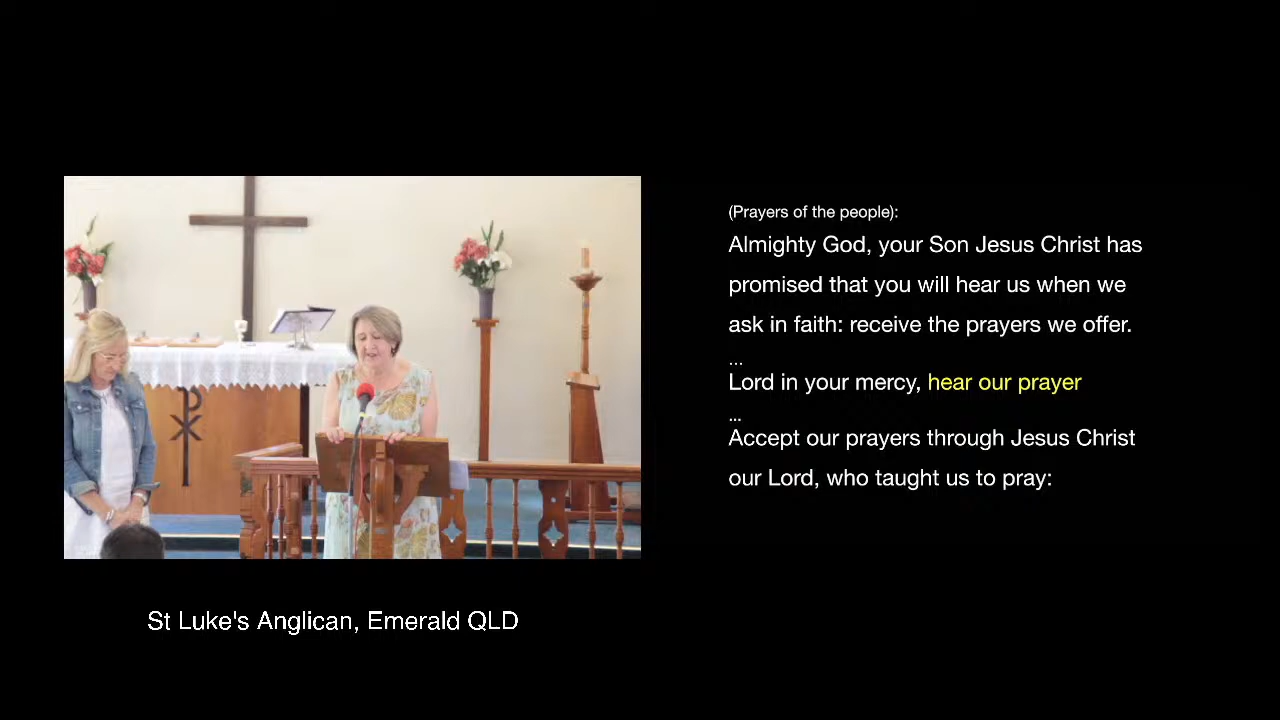 (Prayers of the people):
Almighty God, your Son Jesus Christ has
promised that you will hear us when we
ask in faith: receive the prayers we offer.
...
Lord in your mercy, hear our prayer
...
Accept our prayers through Jesus Christ
our Lord, who taught us to pray:
St Luke's Anglican, Emerald QLD